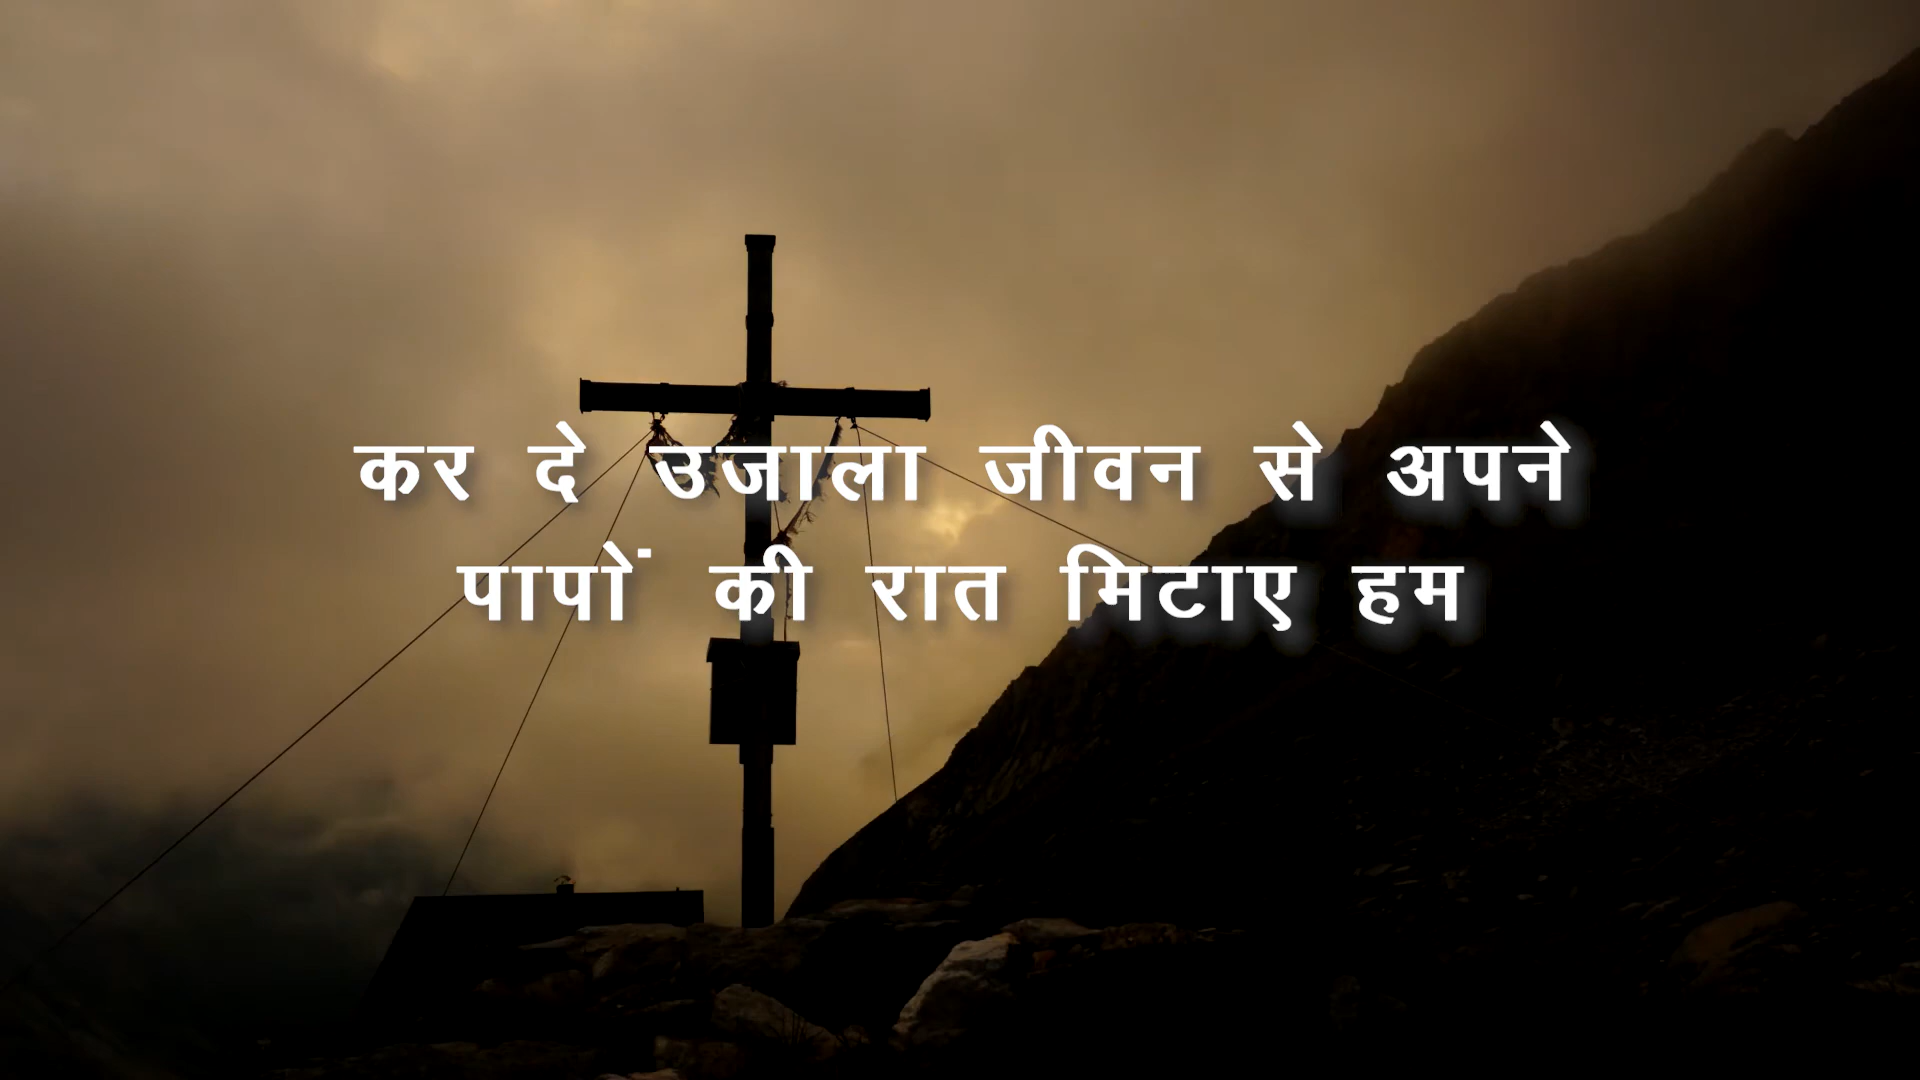 कर दे उजाला जीवन से अपने
पापों की रात मिटाए हम